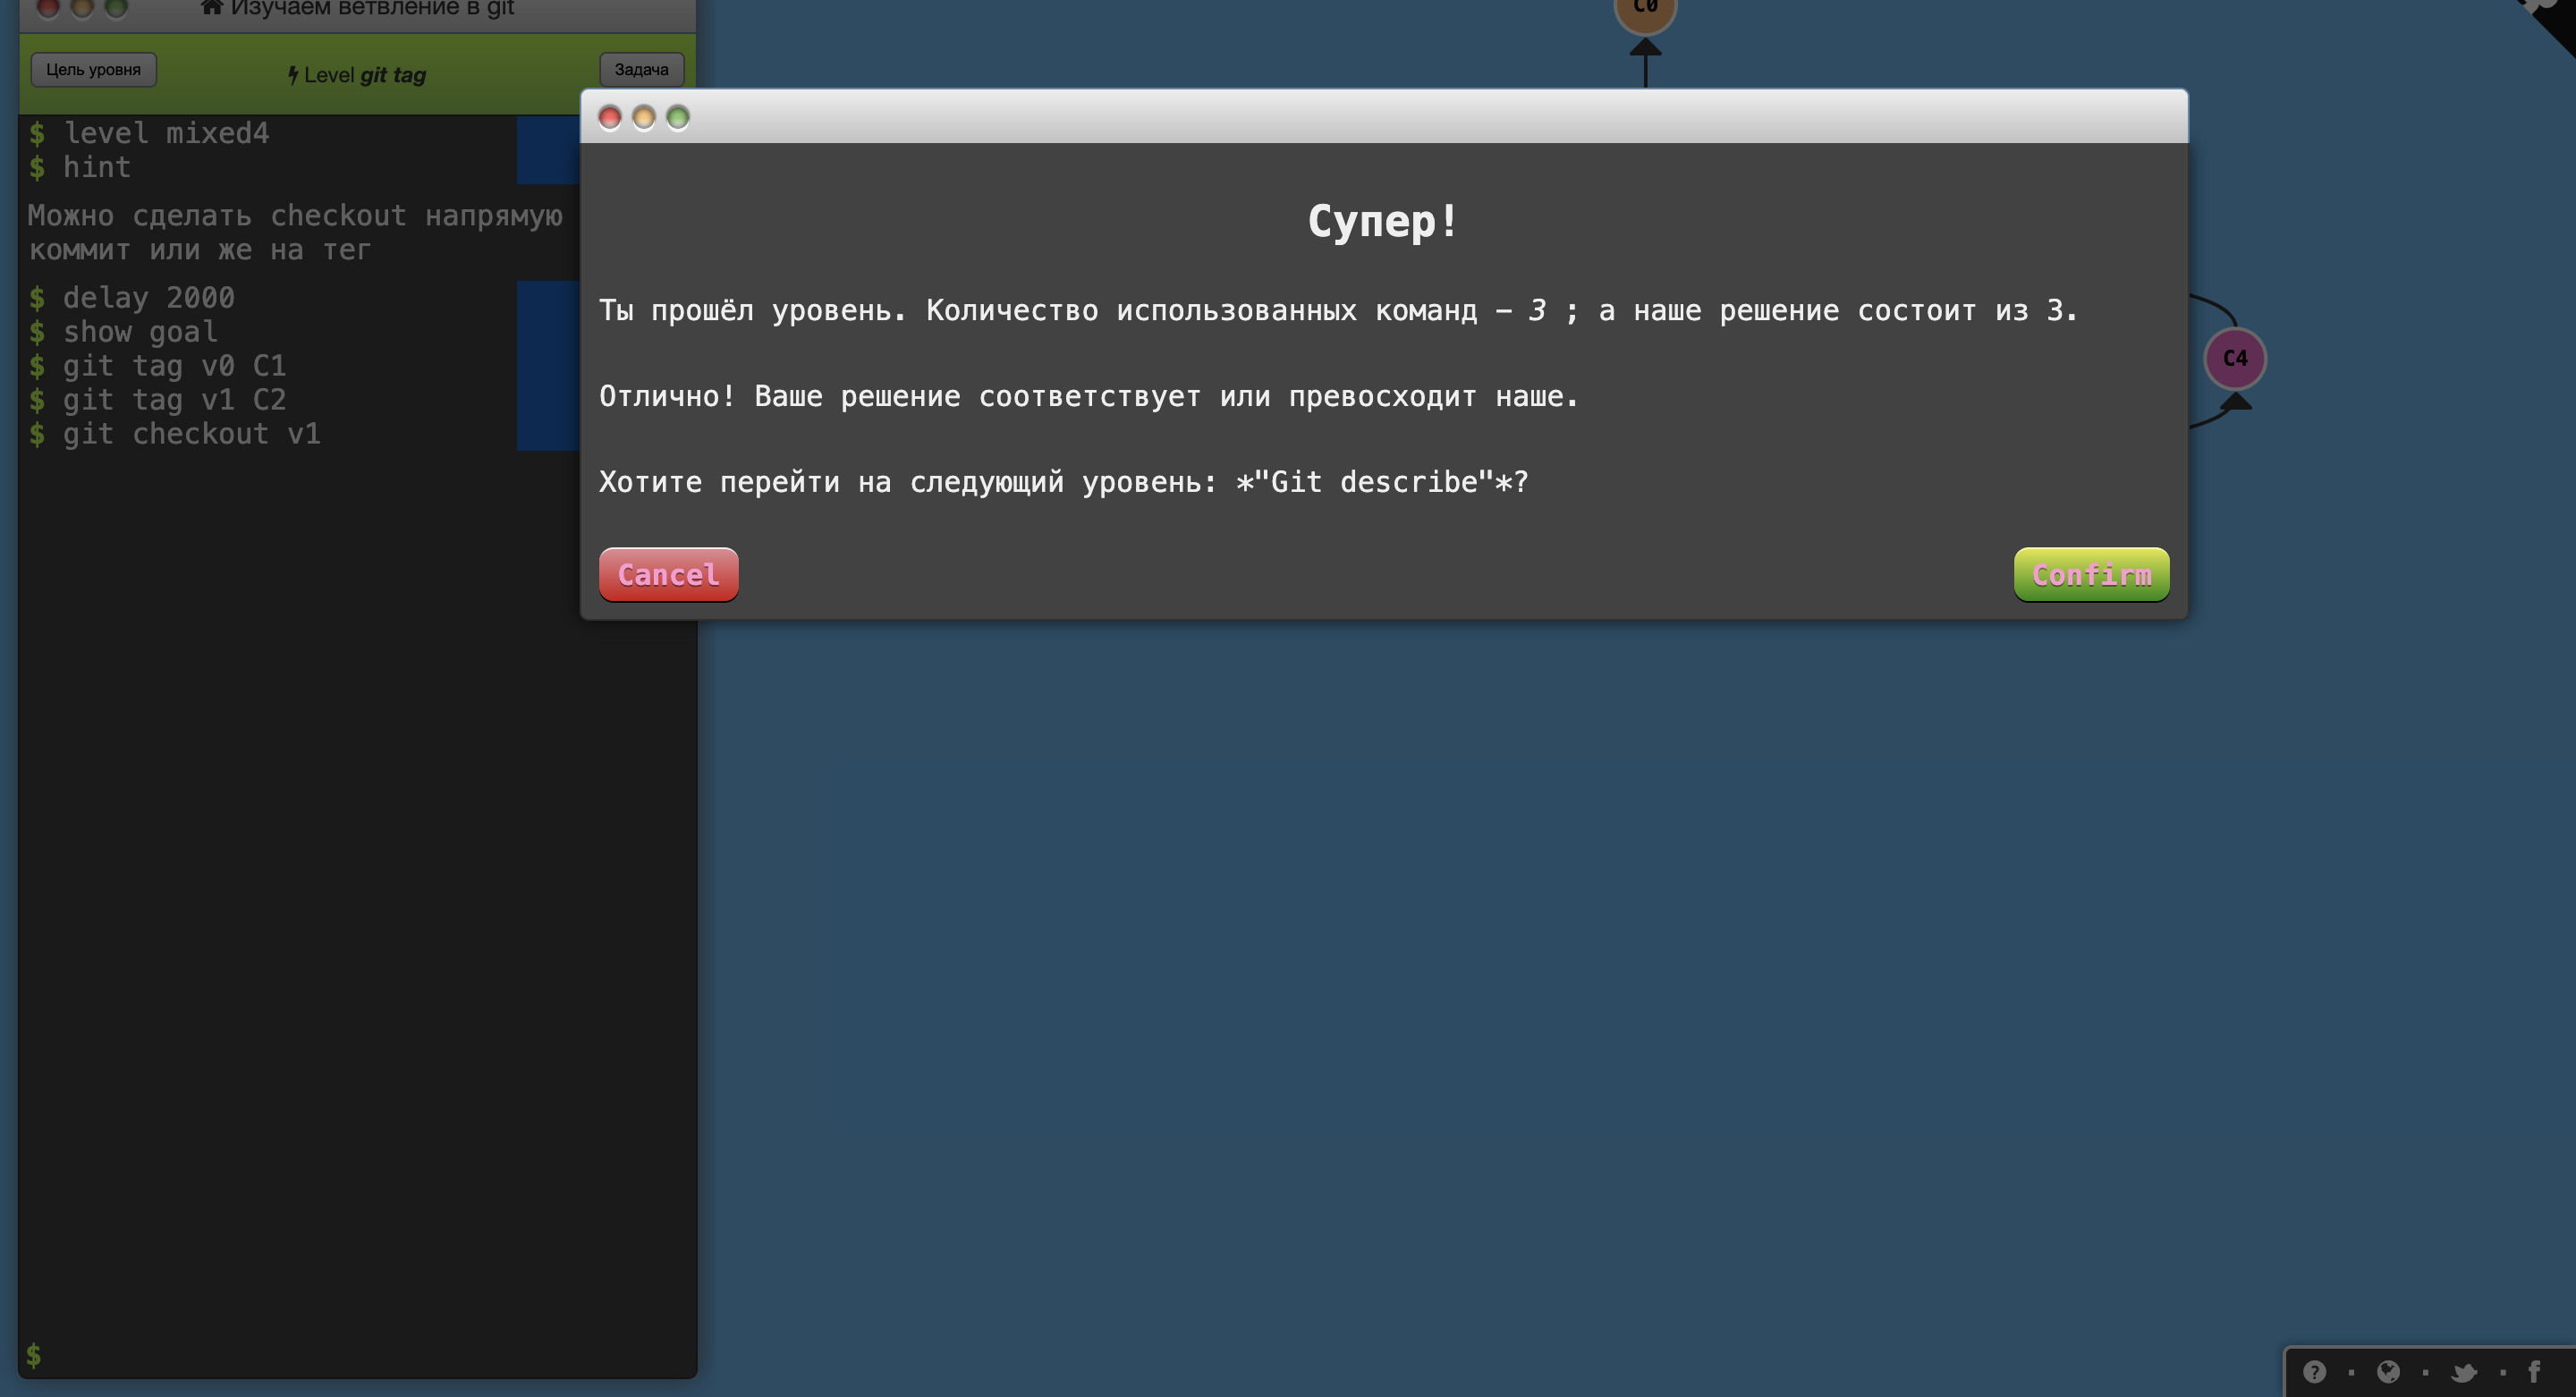 Изучаем ветвление в git
Цель уровня
Level git tag
Задача
$ level mixed4
$ hint
Можно сделать checkout напрямую
коммит или же на тег
$ delay 2000
$ show goal
$ git tag v0 C1
$ git tag v1 C2
$ git checkout v1
$
C0
Супер!
Ты прошёл уровень. Количество использованных команд — 3 ; а наше решение состоит из 3.
Отлично! Ваше решение соответствует или превосходит наше.
Хотите перейти на следующий уровень: *"Git describe"*?
Cancel
Confirm
C4